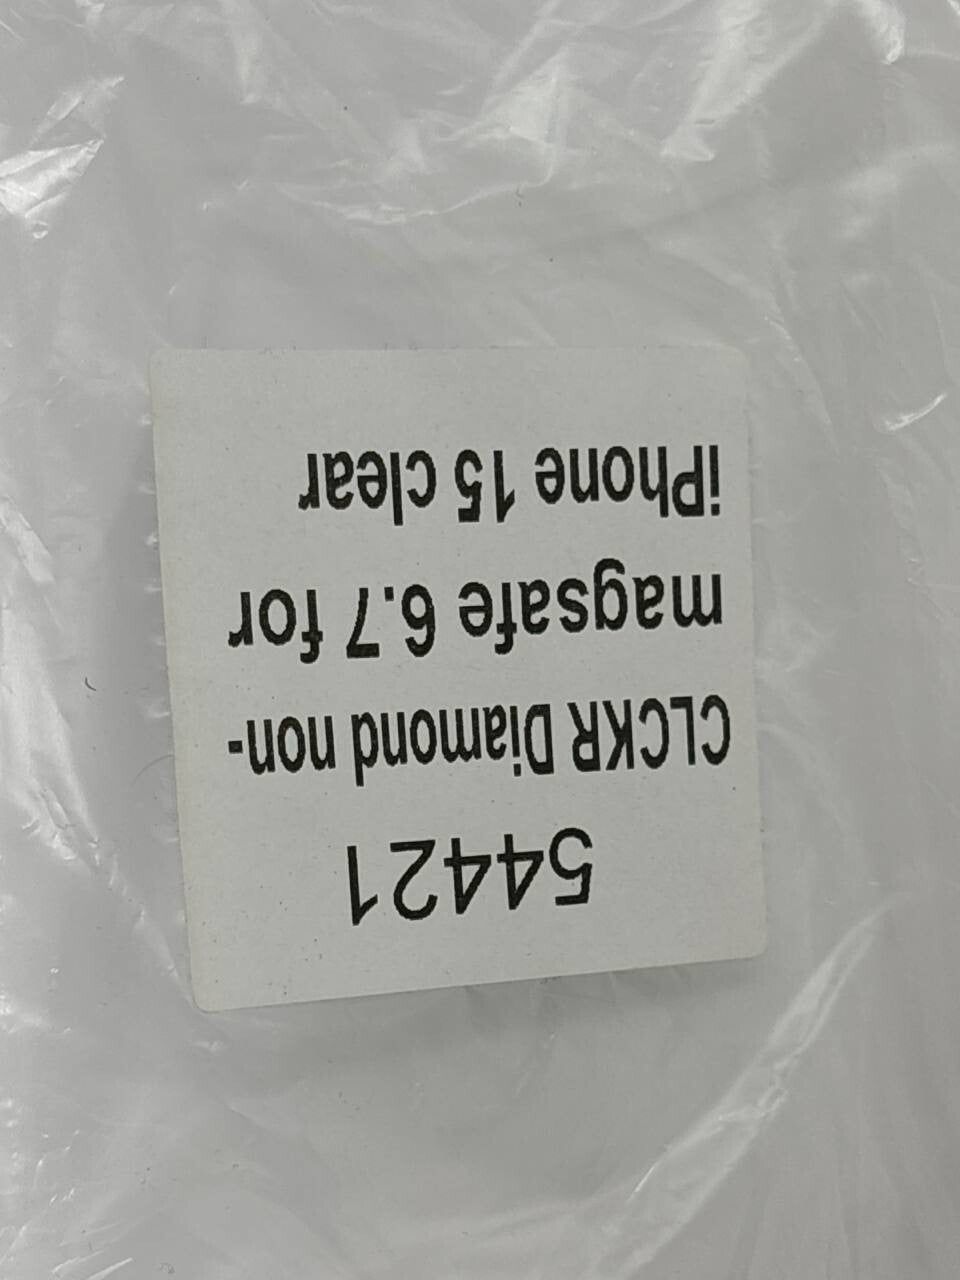 54421
CLCKR Diamond non-
magsafe 6.7 for
iPhone 15 clear